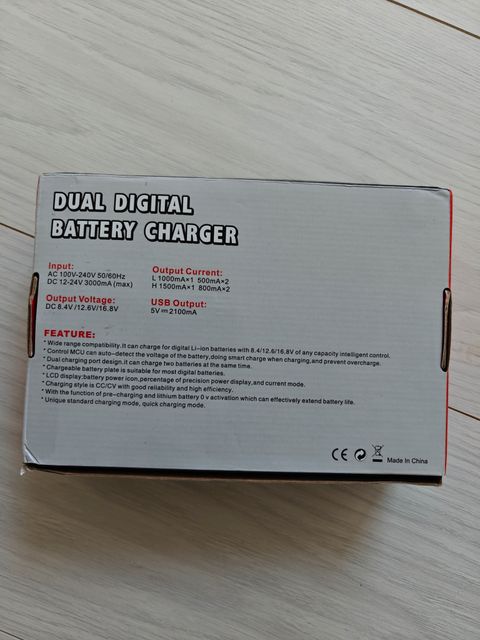 DUAL DIGITAL
BATTERY CHARGER
Input:
AC 100V-240V 50/60Hz
DC 12-24V 3000mA (max)
Output Current:
L 1000mA×1 500mA×2
H 1500mA×1 800mA×2
Output Voltage:
DC 8.4V /12.6V/16.8V
USB Output:
5V⎓2100mA
FEATURE:
* Wide range compatibility.It can charge for digital Li-ion batteries with 8.4/12.6/16.8V of any capacity intelligent control.
* Control MCU can auto-detect the voltage of the battery,doing smart charge when charging,and prevent overcharge.
* Dual charging port design.it can charge two batteries at the same time.
* Chargeable battery plate is suitable for most digital batteries.
* LCD display:battery power icon,percentage of precision power display,and current mode.
* Charging style is CC/CV with good reliability and high efficiency.
* With the function of pre-charging and lithium battery 0 v activation which can effectively extend battery life.
* Unique standard charging mode, quick charging mode.
CE Made In China